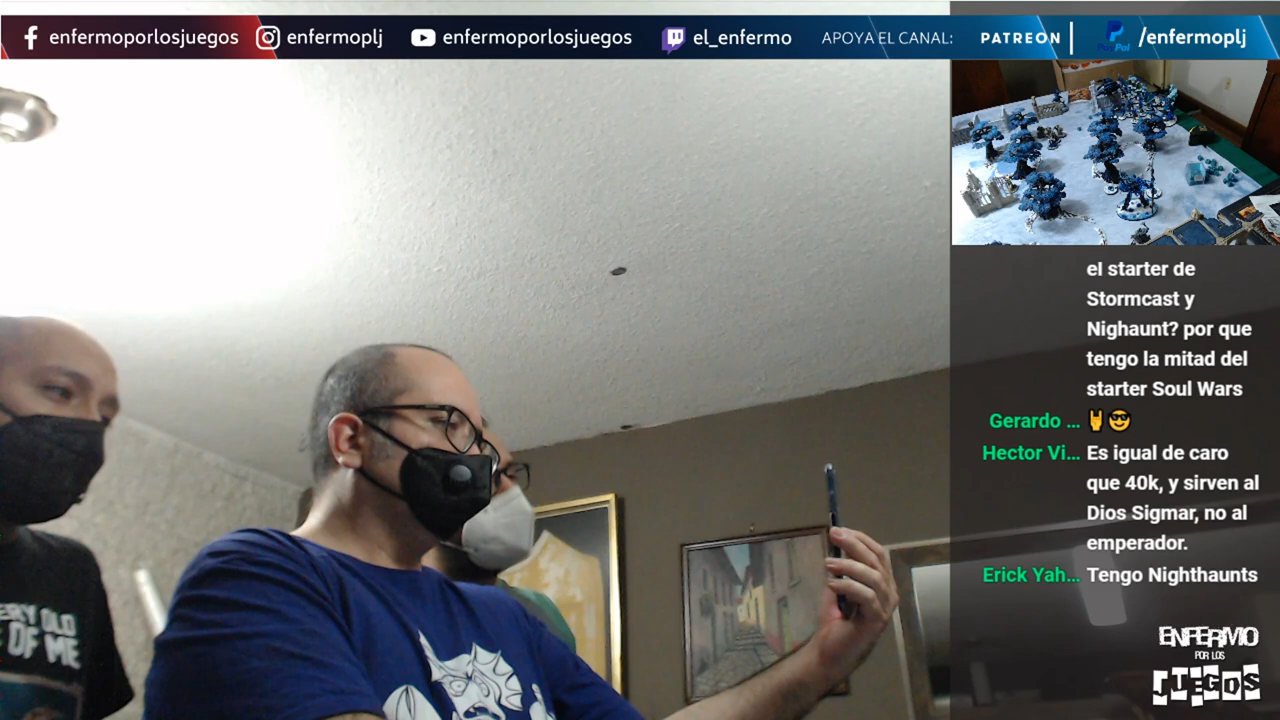 enfermoporlosjuegos enfermoplj enfermoporlosjuegos el_enfermo APOYA EL CANAL: PATREON PayPal /enfermoplj
el starter de
Stormcast y
Nighaunt? por que
tengo la mitad del
starter Soul Wars
Gerardo ...
Hector Vi... Es igual de caro
que 40k, y sirven al
Dios Sigmar, no al
emperador.
Erick Yah... Tengo Nighthaunts
ERY OLD
OF ME
ENFERMO
POR LOS
JUEGOS